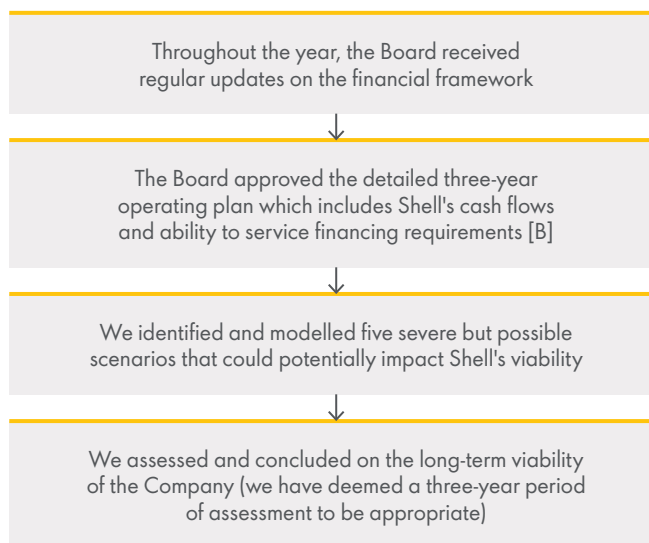 Throughout the year, the Board received
regular updates on the financial framework
The Board approved the detailed three-year
operating plan which includes Shell's cash flows
and ability to service financing requirements [B]
We identified and modelled five severe but possible
scenarios that could potentially impact Shell's viability
We assessed and concluded on the long-term viability
of the Company (we have deemed a three-year period
of assessment to be appropriate)